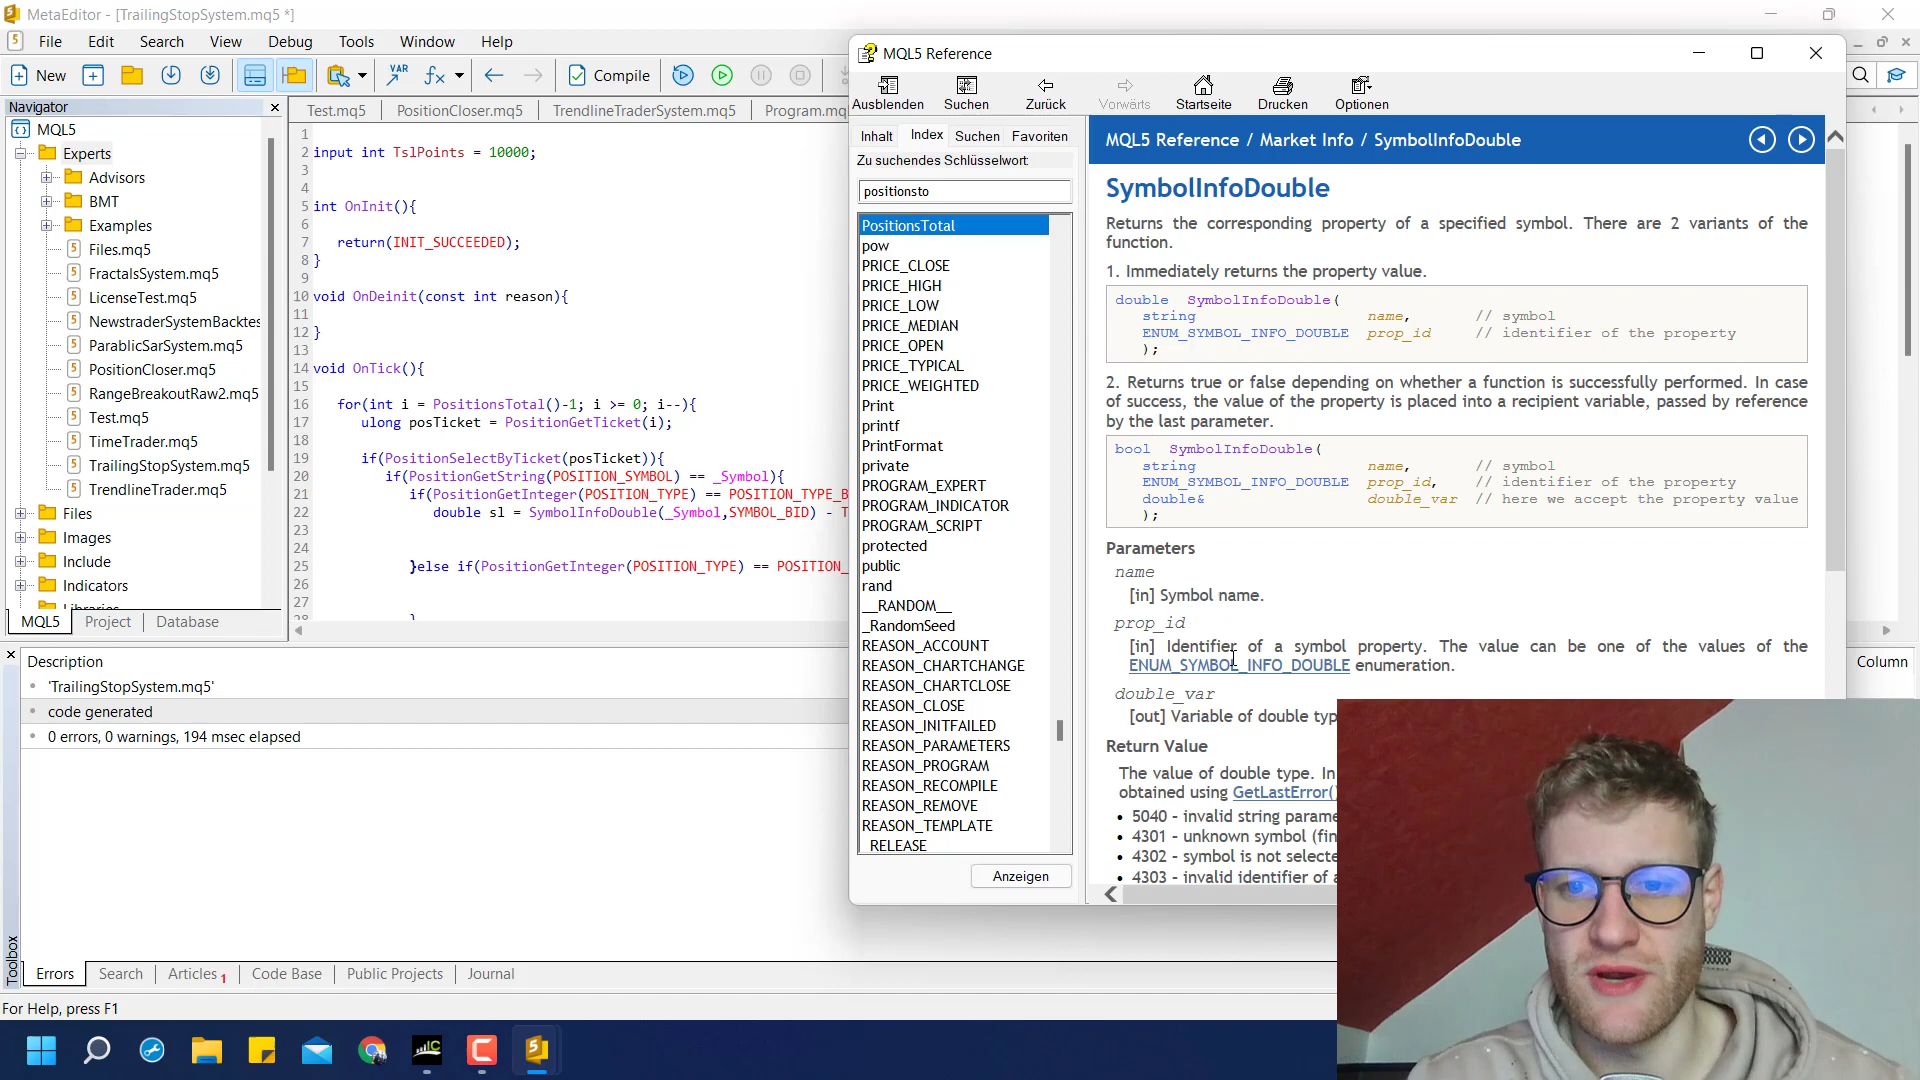 MetaEditor - [TrailingStopSystem.mq5 *]
File Edit Search View Debug Tools Window Help
New Compile
Navigator
MQL5
Experts
Advisors
BMT
Examples
Files.mq5
FractalsSystem.mq5
LicenseTest.mq5
NewstraderSystemBacktes
ParablicSarSystem.mq5
PositionCloser.mq5
RangeBreakoutRaw2.mq5
Test.mq5
TimeTrader.mq5
TrailingStopSystem.mq5
TrendlineTrader.mq5
Files
Images
Include
Indicators
MQL5 Project Database
Test.mq5 PositionCloser.mq5 TrendlineTraderSystem.mq5 Program.mq
1
2 input int TslPoints = 10000;
3
4
5 int OnInit(){
6
7 return(INIT_SUCCEEDED);
8 }
9
10 void OnDeinit(const int reason){
11
12 }
13
14 void OnTick(){
15
16 for(int i = PositionsTotal()-1; i >= 0; i--){
17 ulong posTicket = PositionGetTicket(i);
18
19 if(PositionSelectByTicket(posTicket)){
20 if(PositionGetString(POSITION_SYMBOL) == _Symbol){
21 if(PositionGetInteger(POSITION_TYPE) == POSITION_TYPE_B
22 double sl = SymbolInfoDouble(_Symbol,SYMBOL_BID) - T
23
24
25 }else if(PositionGetInteger(POSITION_TYPE) == POSITION_
26
27
28 }
MQL5 Reference
Ausblenden Suchen Zurück Vorwärts Startseite Drucken Optionen
Inhalt Index Suchen Favoriten
Zu suchendes Schlüsselwort
positionsto
PositionsTotal
pow
PRICE_CLOSE
PRICE_HIGH
PRICE_LOW
PRICE_MEDIAN
PRICE_OPEN
PRICE_TYPICAL
PRICE_WEIGHTED
Print
printf
PrintFormat
private
PROGRAM_EXPERT
PROGRAM_INDICATOR
PROGRAM_SCRIPT
protected
public
rand
__RANDOM__
_RandomSeed
REASON_ACCOUNT
REASON_CHARTCHANGE
REASON_CHARTCLOSE
REASON_CLOSE
REASON_INITFAILED
REASON_PARAMETERS
REASON_PROGRAM
REASON_RECOMPILE
REASON_REMOVE
REASON_TEMPLATE
_RELEASE
Anzeigen
MQL5 Reference / Market Info / SymbolInfoDouble
SymbolInfoDouble
Returns the corresponding property of a specified symbol. There are 2 variants of the
function.
1. Immediately returns the property value.
double SymbolInfoDouble(
string name, // symbol
ENUM_SYMBOL_INFO_DOUBLE prop_id // identifier of the property
);
2. Returns true or false depending on whether a function is successfully performed. In case
of success, the value of the property is placed into a recipient variable, passed by reference
by the last parameter.
bool SymbolInfoDouble(
string name, // symbol
ENUM_SYMBOL_INFO_DOUBLE prop_id, // identifier of the property
double& double_var // here we accept the property value
);
Parameters
name
[in] Symbol name.
prop_id
[in] Identifier of a symbol property. The value can be one of the values of the
ENUM_SYMBOL_INFO_DOUBLE enumeration.
double_var
[out] Variable of double typ
Return Value
The value of double type. In
obtained using GetLastError()
• 5040 - invalid string parame
• 4301 - unknown symbol (fin
• 4302 - symbol is not selecte
• 4303 - invalid identifier of a
Column
Description
'TrailingStopSystem.mq5'
code generated
0 errors, 0 warnings, 194 msec elapsed
Toolbox
Errors Search Articles 1 Code Base Public Projects Journal
For Help, press F1